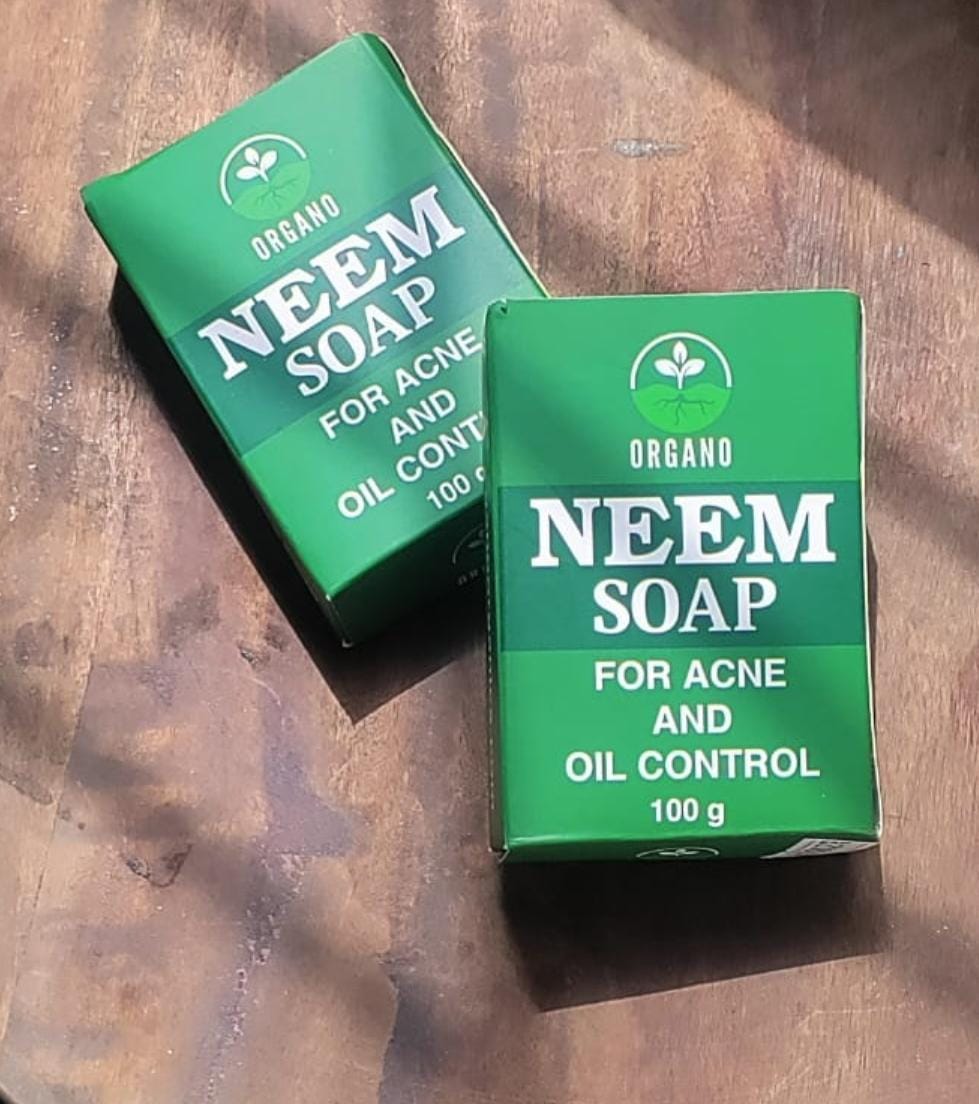 ORGANO
NEEM
SOAP
FOR ACNE
AND
OIL CONT
100 g
ORGANO
NEEM
SOAP
FOR ACNE
AND
OIL CONTROL
100 g